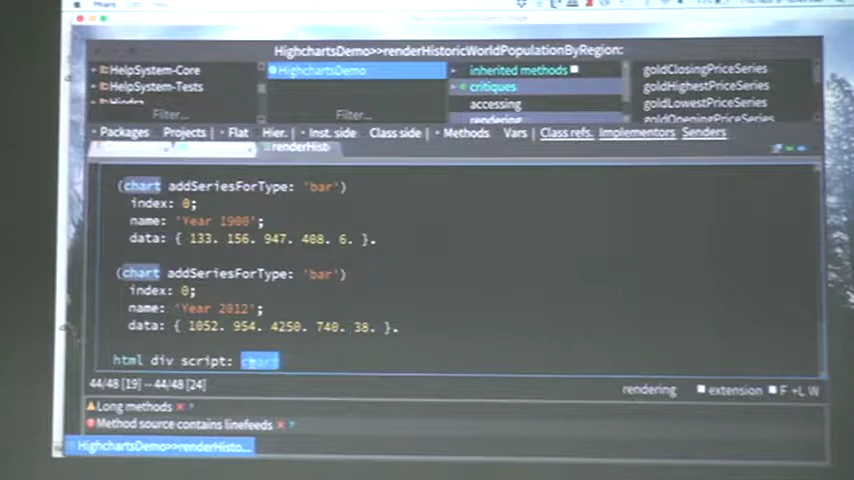 Pharo
HighchartsDemo>>renderHistoricWorldPopulationByRegion:
HelpSystem-Core
HelpSystem-Tests
Filter...
HighchartsDemo
Filter...
inherited methods
critiques
accessing
rendering
goldClosingPriceSeries
goldHighestPriceSeries
goldLowestPriceSeries
goldOpeningPriceSeries
Packages Projects | Flat Hier. | Inst. side Class side | Methods Vars | Class refs. Implementors Senders
renderHist
(chart addSeriesForType: 'bar')
index: 0;
name: 'Year 1900';
data: { 133. 156. 947. 408. 6. }.
(chart addSeriesForType: 'bar')
index: 0;
name: 'Year 2012';
data: { 1052. 954. 4250. 740. 38. }.
html div script: chart
44/48 [19] -- 44/48 [24]
rendering extension F +L W
Long methods × ?
Method source contains linefeeds × ?
HighchartsDemo>>renderHisto...